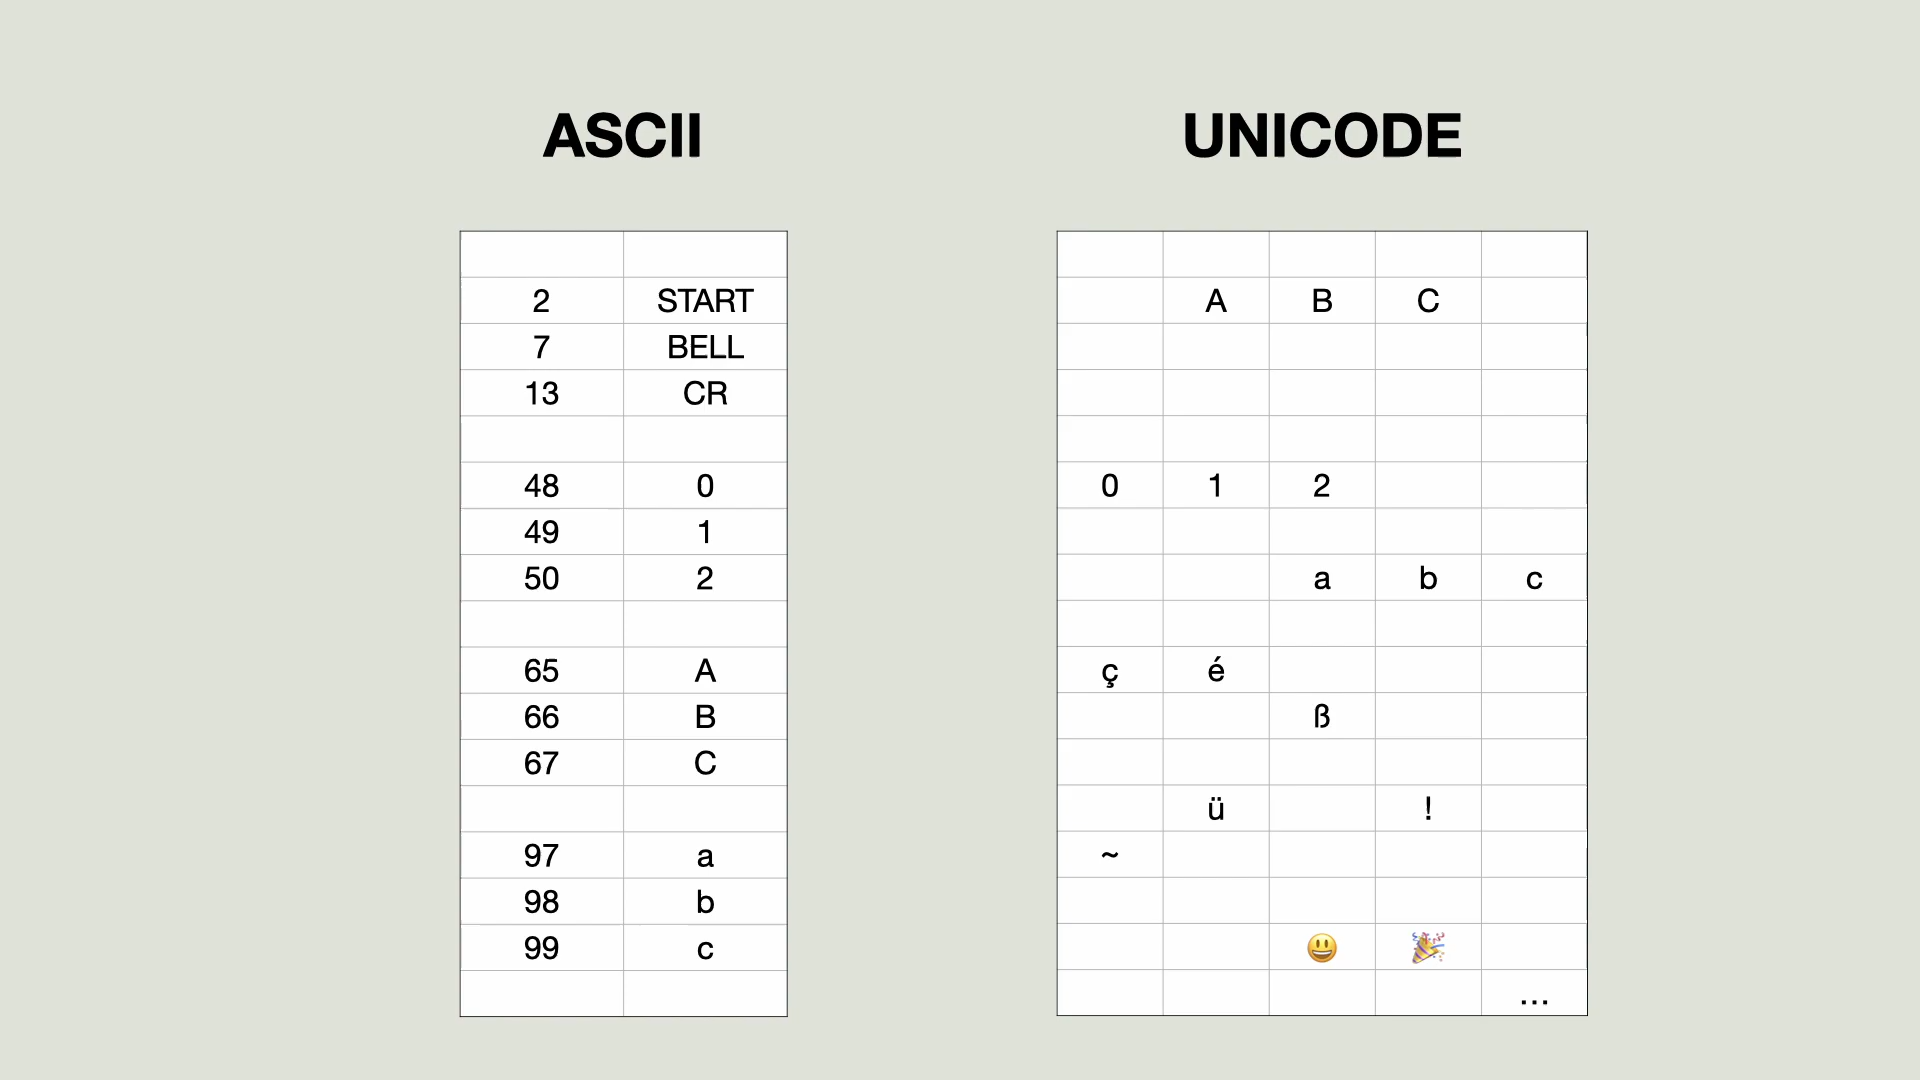 ASCII
2 START
7 BELL
13 CR
48 0
49 1
50 2
65 A
66 B
67 C
97 a
98 b
99 c
UNICODE
A B C
0 1 2
a b c
ç é
ß
ü !
~
😃 🎉
...